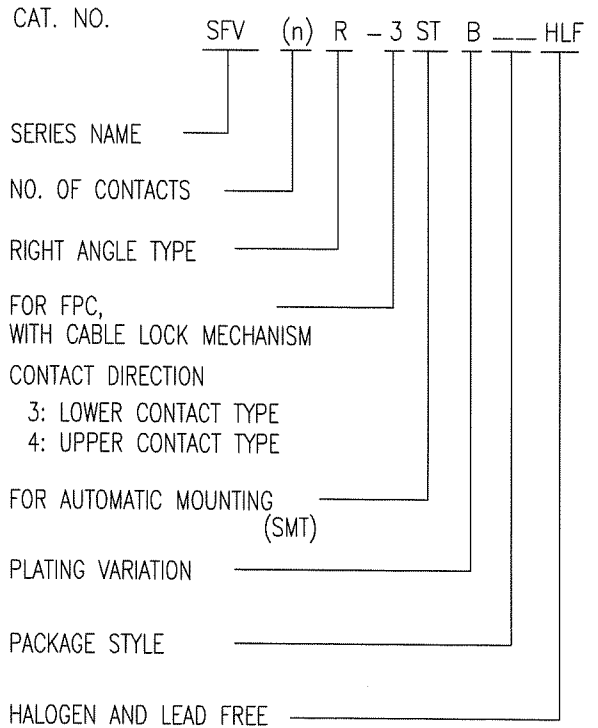 CAT. NO.
SFV (n) R - 3 ST B __ HLF
SERIES NAME
NO. OF CONTACTS
RIGHT ANGLE TYPE
FOR FPC,
WITH CABLE LOCK MECHANISM
CONTACT DIRECTION
3: LOWER CONTACT TYPE
4: UPPER CONTACT TYPE
FOR AUTOMATIC MOUNTING
(SMT)
PLATING VARIATION
PACKAGE STYLE
HALOGEN AND LEAD FREE